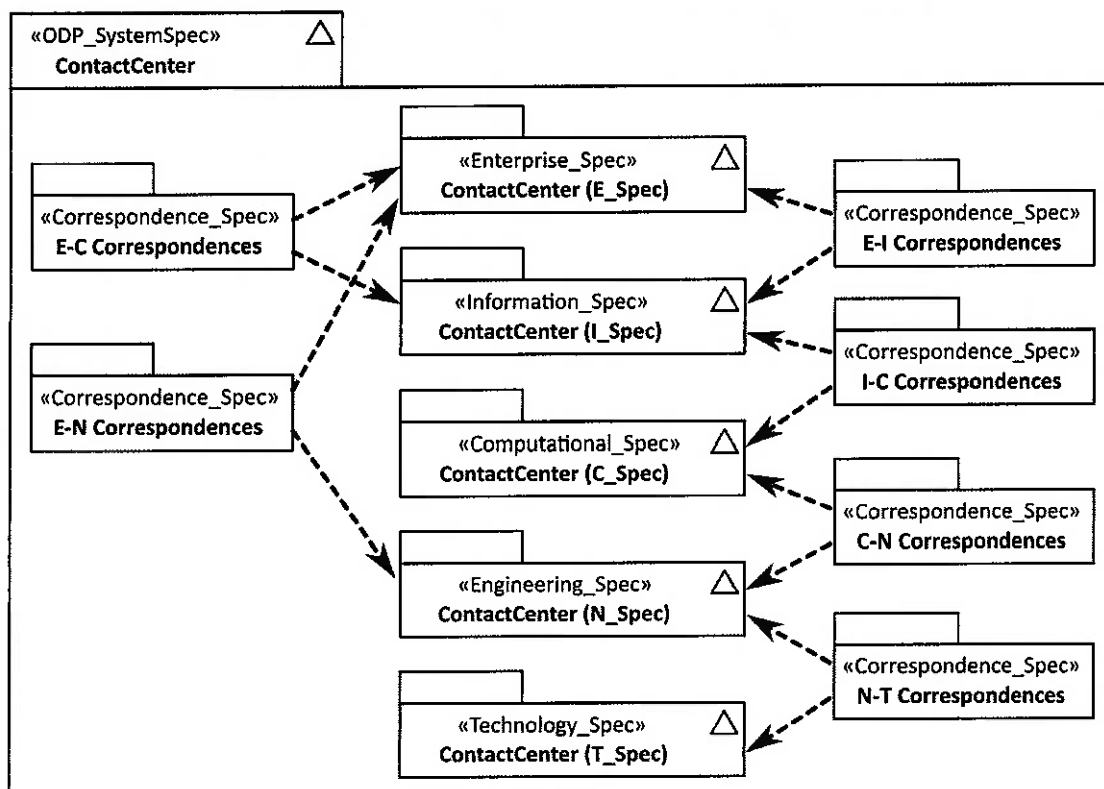 «ODP_SystemSpec»
ContactCenter
«Enterprise_Spec»
ContactCenter (E_Spec)
«Correspondence_Spec»
E-C Correspondences
«Correspondence_Spec»
E-I Correspondences
«Information_Spec»
ContactCenter (I_Spec)
«Correspondence_Spec»
E-N Correspondences
«Correspondence_Spec»
I-C Correspondences
«Computational_Spec»
ContactCenter (C_Spec)
«Correspondence_Spec»
C-N Correspondences
«Engineering_Spec»
ContactCenter (N_Spec)
«Correspondence_Spec»
N-T Correspondences
«Technology_Spec»
ContactCenter (T_Spec)